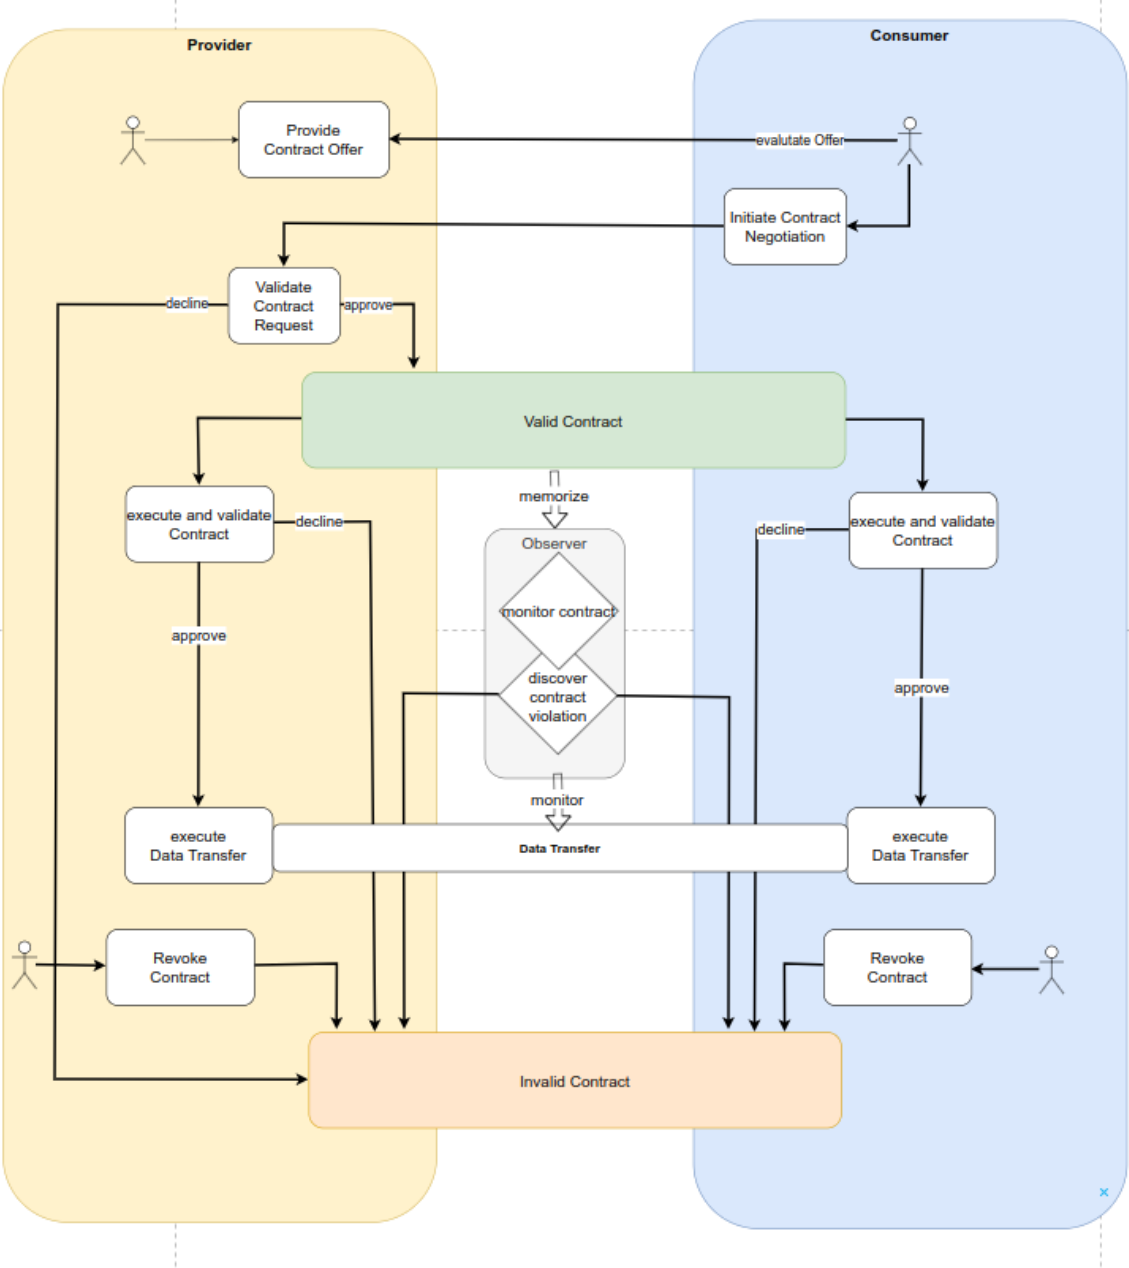 Provider
Consumer
Provide
Contract Offer
evalutate Offer
Initiate Contract
Negotiation
Validate
Contract
Request
decline
approve
Valid Contract
execute and validate
Contract
decline
memorize
Observer
monitor contract
discover
contract
violation
decline
execute and validate
Contract
approve
approve
monitor
execute
Data Transfer
Data Transfer
execute
Data Transfer
Revoke
Contract
Revoke
Contract
Invalid Contract